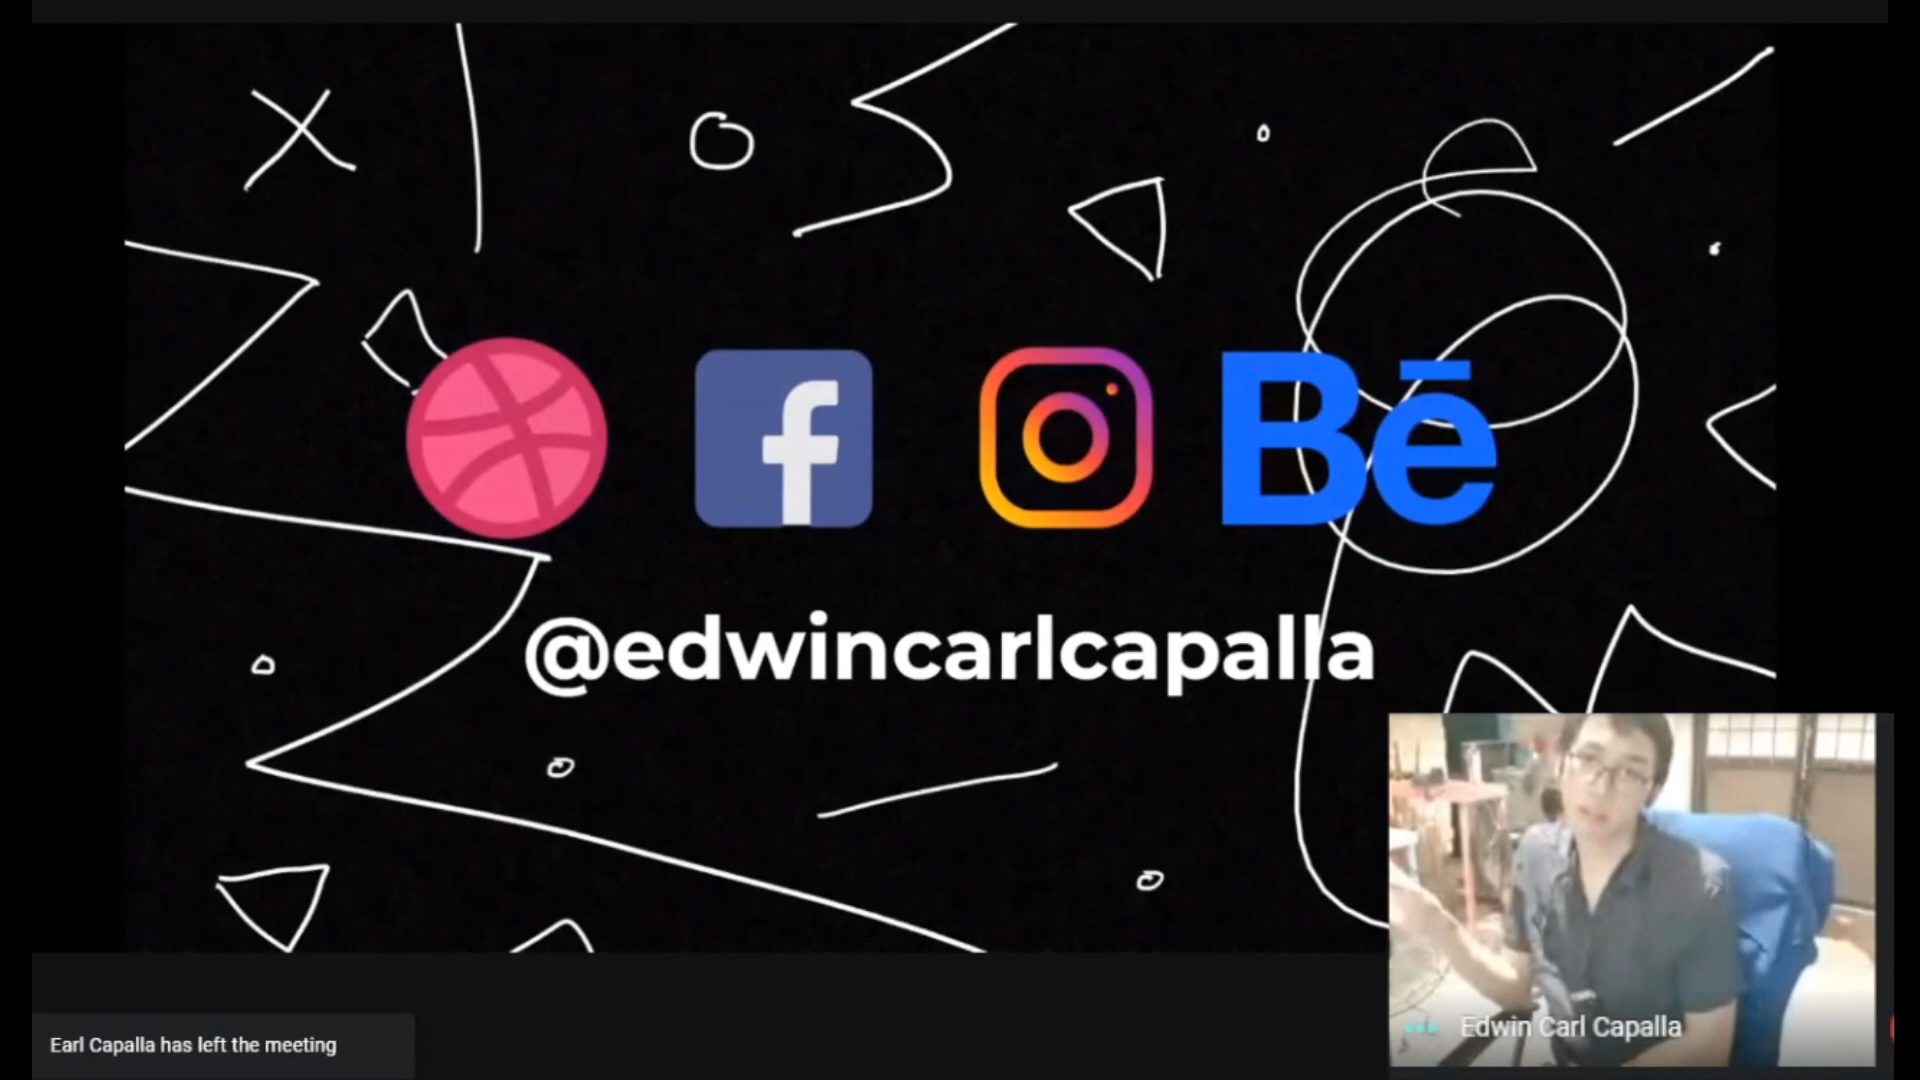 f
Bē
@edwincarlcapalla
Edwin Carl Capalla
Earl Capalla has left the meeting